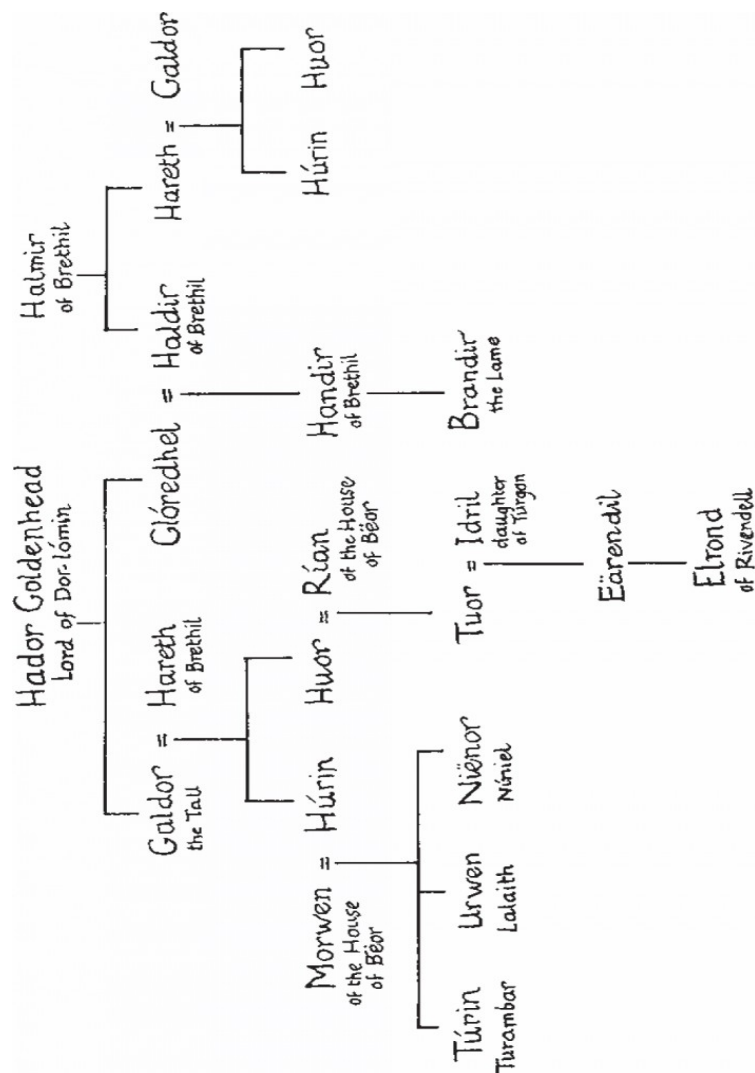 Hador Goldenhead
Lord of Dor-lómin
Halmir
of Brethil
Galdor = Hareth
the Tall of Brethil
Glóredhel = Haldir
of Brethil
Hareth = Galdor
Morwen = Húrin
of the House
of Bëor
Huor = Rían
of the House
of Bëor
Handir
of Brethil
Húrin Huor
Túrin Urwen Niënor
Turambar Lalaith Níniel
Tuor = Idril
daughter
of Turgon
Brandir
the Lame
Eärendil
Elrond
of Rivendell